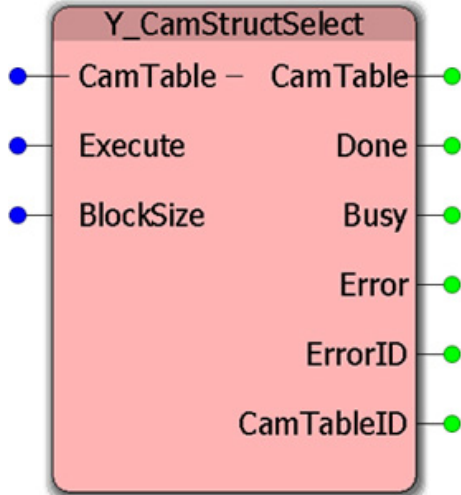 Y_CamStructSelect
CamTable – CamTable
Execute Done
BlockSize Busy
Error
ErrorID
CamTableID